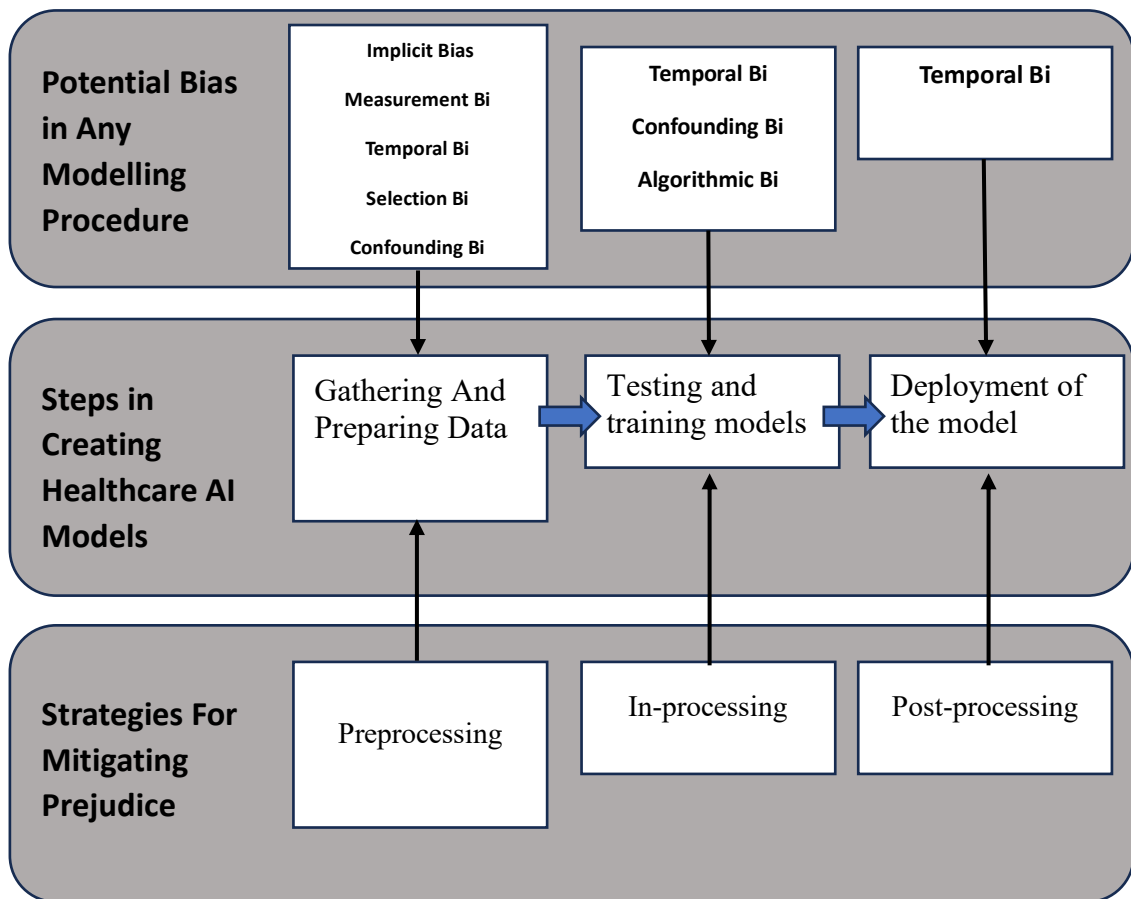 Potential Bias
in Any
Modelling
Procedure
Implicit Bias
Measurement Bi
Temporal Bi
Selection Bi
Confounding Bi
Temporal Bi
Confounding Bi
Algorithmic Bi
Temporal Bi
Steps in
Creating
Healthcare AI
Models
Gathering And
Preparing Data
Testing and
training models
Deployment of
the model
Strategies For
Mitigating
Prejudice
Preprocessing
In-processing
Post-processing